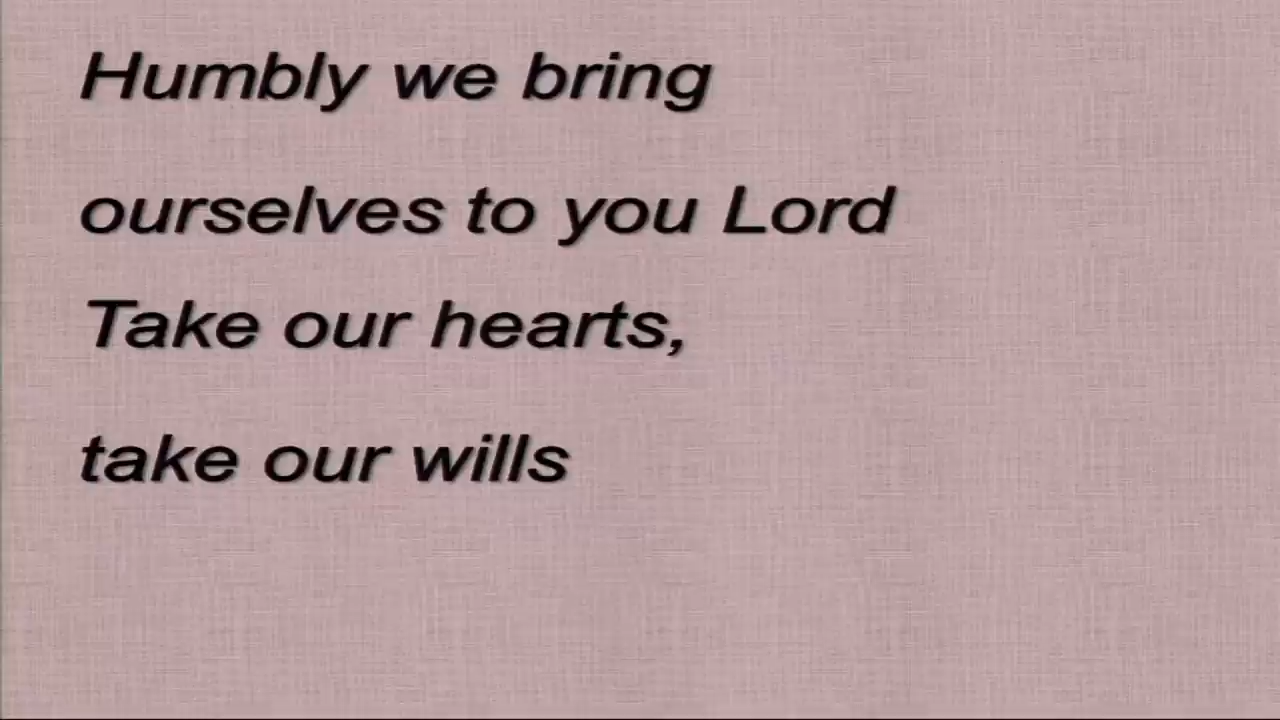 Humbly we bring
ourselves to you Lord
Take our hearts,
take our wills